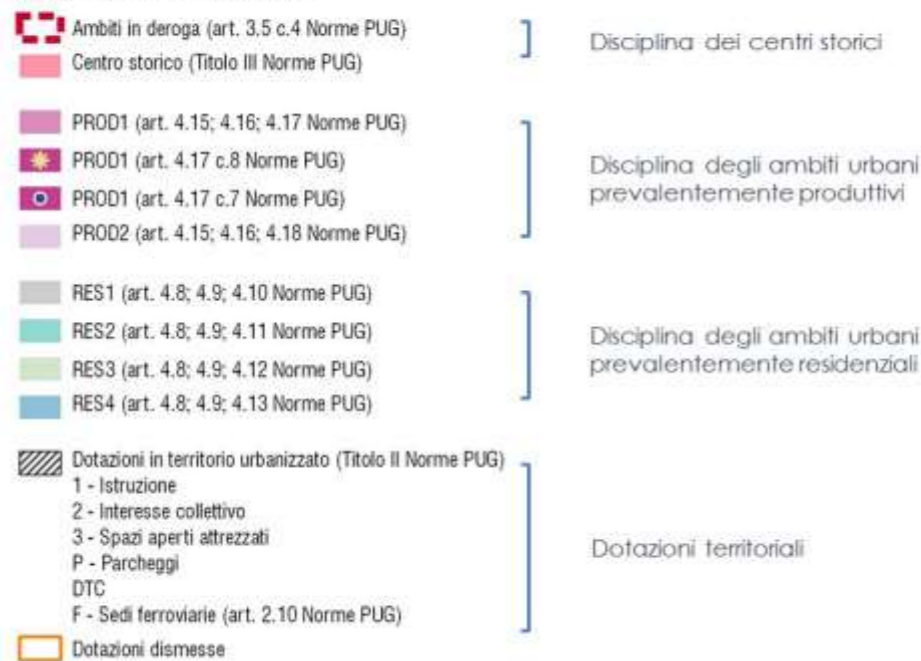 Ambiti in deroga (art. 3.5 c.4 Norme PUG)
Centro storico (Titolo III Norme PUG)
Disciplina dei centri storici
PROD1 (art. 4.15; 4.16; 4.17 Norme PUG)
PROD1 (art. 4.17 c.8 Norme PUG)
PROD1 (art. 4.17 c.7 Norme PUG)
PROD2 (art. 4.15; 4.16; 4.18 Norme PUG)
Disciplina degli ambiti urbani
prevalentemente produttivi
RES1 (art. 4.8; 4.9; 4.10 Norme PUG)
RES2 (art. 4.8; 4.9; 4.11 Norme PUG)
RES3 (art. 4.8; 4.9; 4.12 Norme PUG)
RES4 (art. 4.8; 4.9; 4.13 Norme PUG)
Disciplina degli ambiti urbani
prevalentemente residenziali
Dotazioni in territorio urbanizzato (Titolo II Norme PUG)
1 - Istruzione
2 - Interesse collettivo
3 - Spazi aperti attrezzati
P - Parcheggi
DTC
F - Sedi ferroviarie (art. 2.10 Norme PUG)
Dotazioni dismesse
Dotazioni territoriali